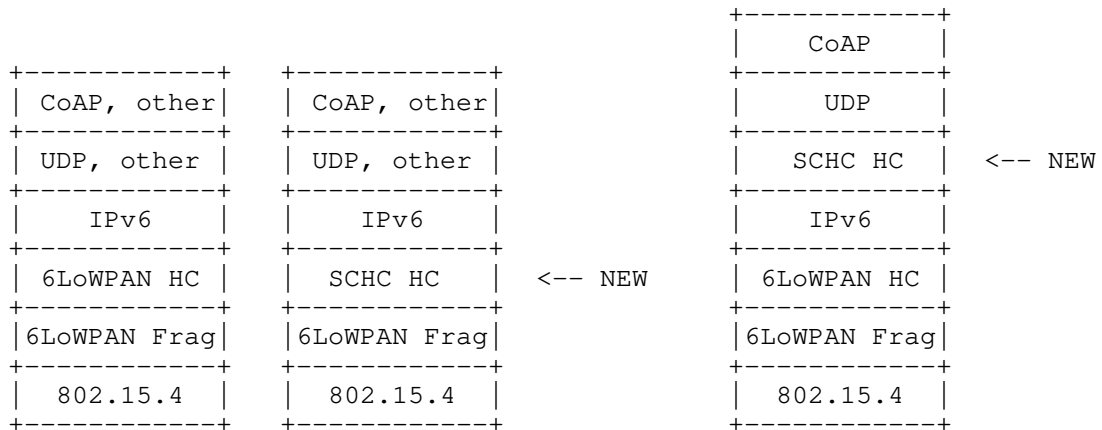 CoAP
CoAP, other CoAP, other UDP
UDP, other UDP, other SCHC HC <-- NEW
IPv6 IPv6 IPv6
6LoWPAN HC SCHC HC <-- NEW 6LoWPAN HC
6LoWPAN Frag 6LoWPAN Frag 6LoWPAN Frag
802.15.4 802.15.4 802.15.4